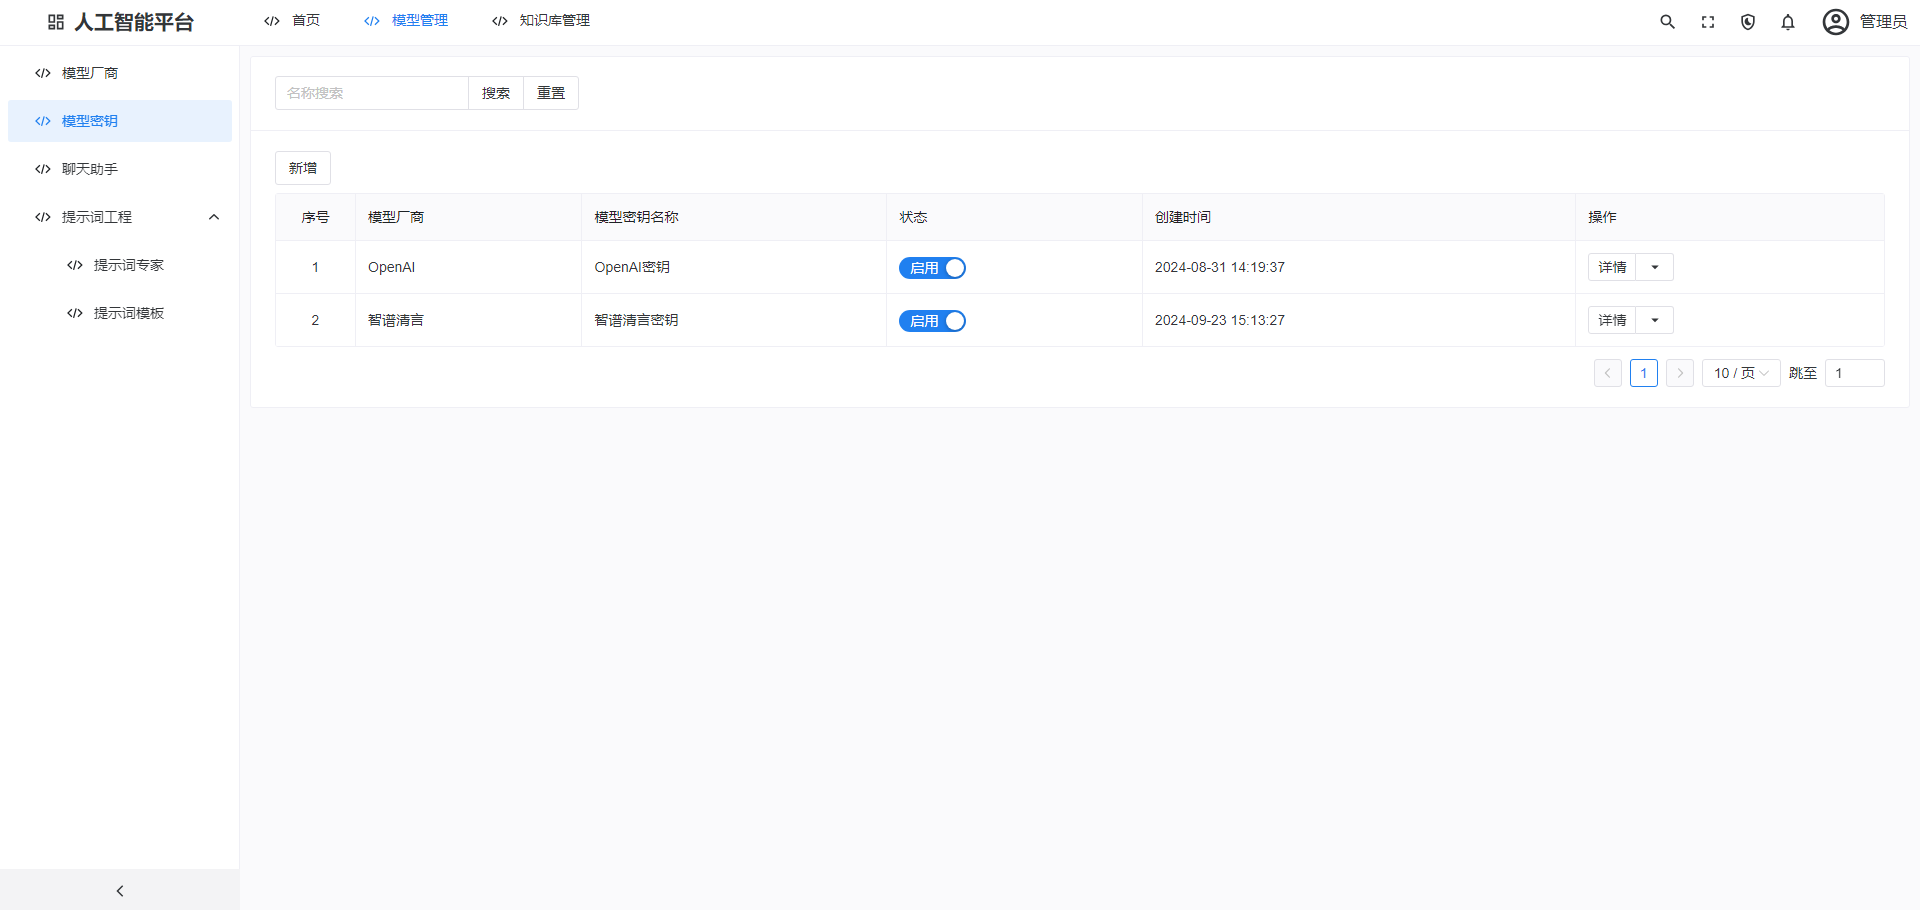 人工智能平台
首页 模型管理 知识库管理
管理员
模型厂商
模型密钥
聊天助手
提示词工程
提示词专家
提示词模板
名称搜索 搜索 重置
新增
序号 模型厂商 模型密钥名称 状态 创建时间 操作
1 OpenAI OpenAI密钥 启用 2024-08-31 14:19:37 详情
2 智谱清言 智谱清言密钥 启用 2024-09-23 15:13:27 详情
1 10 / 页 跳至 1